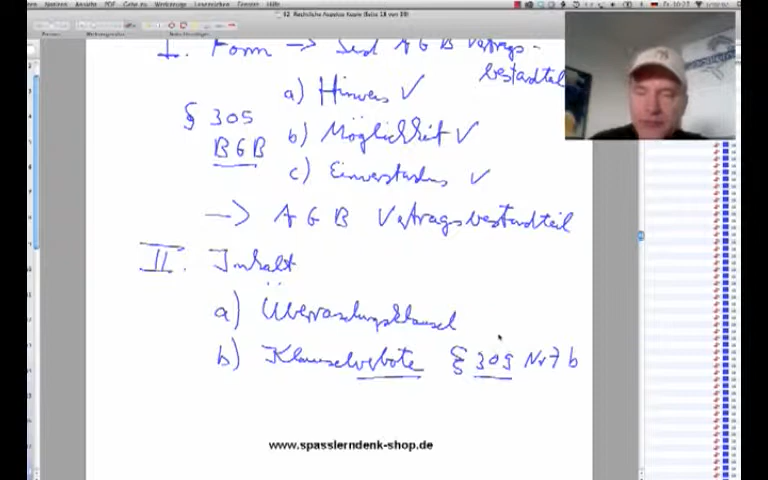 I. Form -> Sind AGB Vertrags-
bestandteil
a) Hinweis ✓
§ 305
BGB
b) Möglichkeit ✓
c) Einverständnis ✓
-> AGB Vertragsbestandteil
II. Inhalt
a) Überraschungsklausel
b) Klauselverbote § 309 Nr 7 b
www.spasslerndenk-shop.de